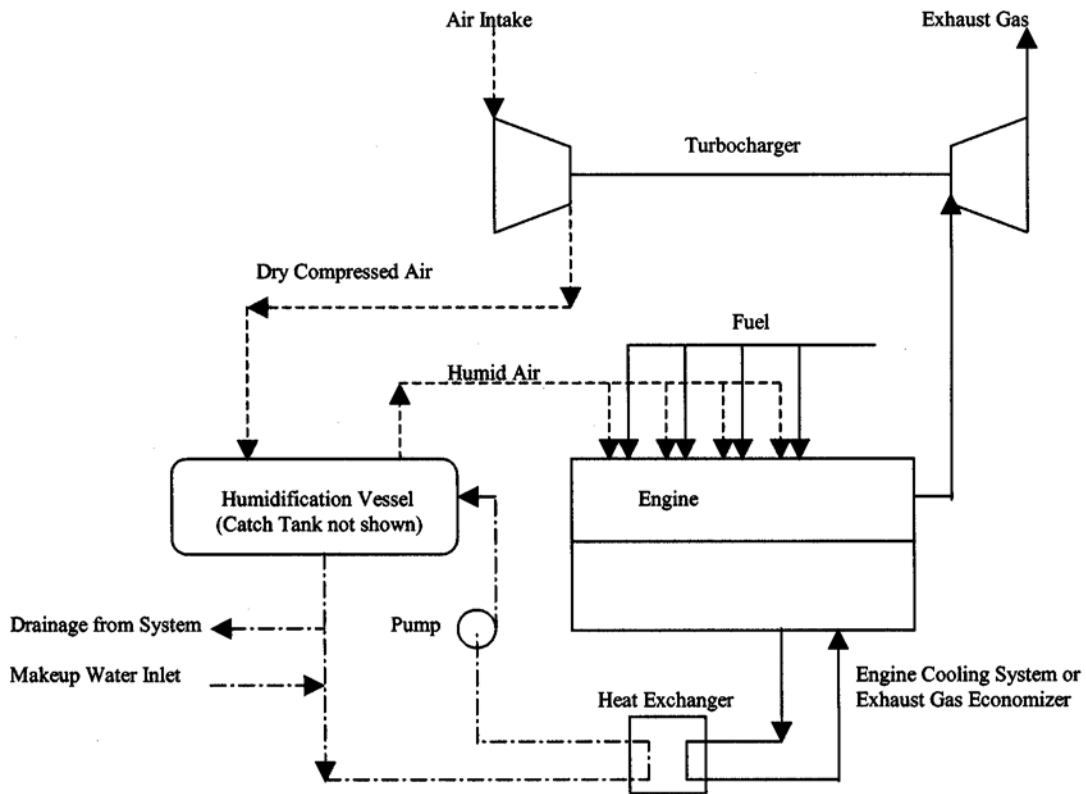 Air Intake
Exhaust Gas
Turbocharger
Dry Compressed Air
Fuel
Humid Air
Humidification Vessel
(Catch Tank not shown)
Engine
Drainage from System
Pump
Makeup Water Inlet
Engine Cooling System or
Exhaust Gas Economizer
Heat Exchanger